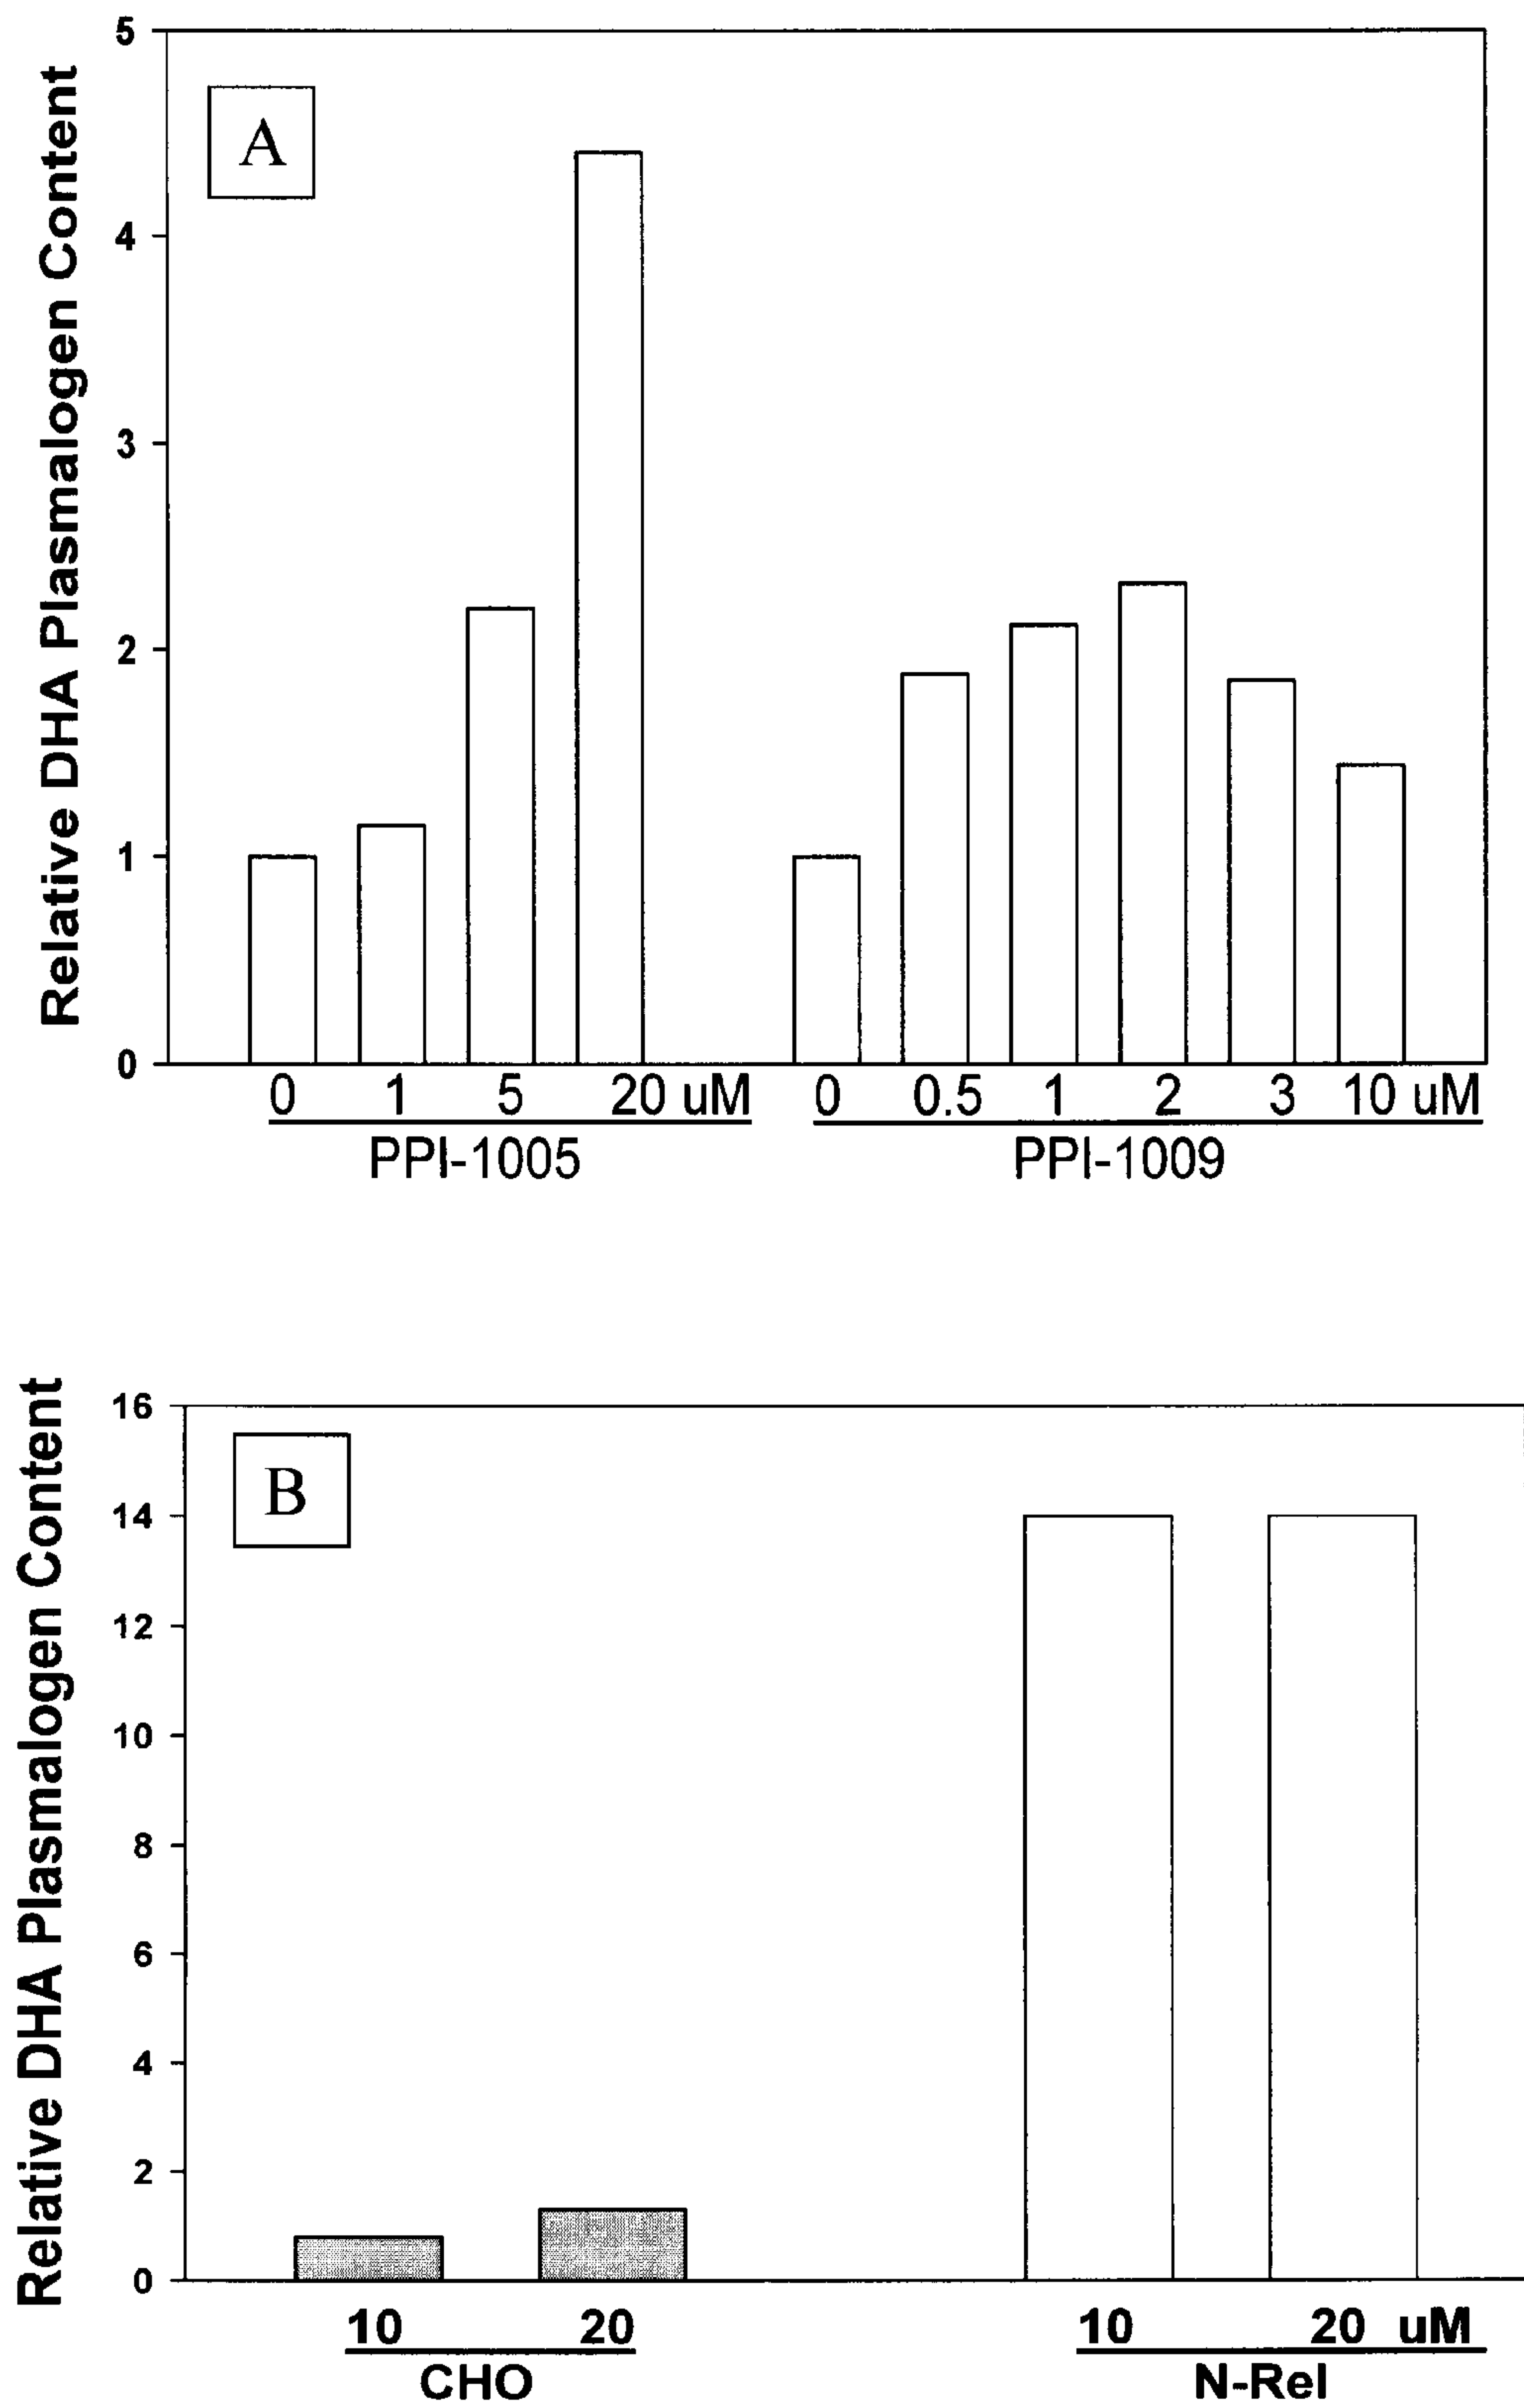 Relative DHA Plasmalogen Content
A
5
4
3
2
1
0
0 1 5 20 uM 0 0.5 1 2 3 10 uM
PPI-1005 PPI-1009
Relative DHA Plasmalogen Content
B
16
14
12
10
8
6
4
2
0
10 20 10 20 uM
CHO N-Rel